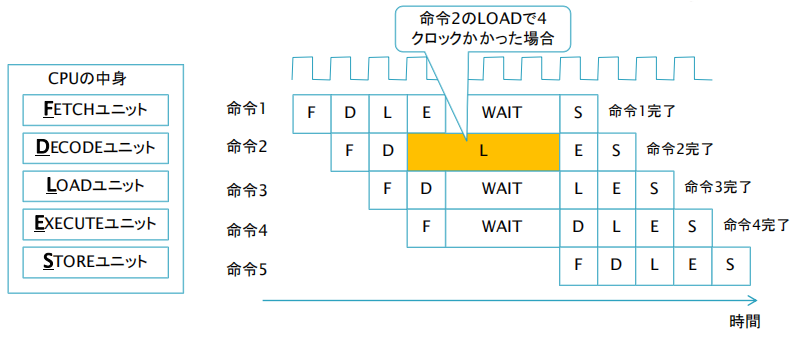 命令2のLOADで4
クロックかかった場合
CPUの中身
FETCHユニット
DECODEユニット
LOADユニット
EXECUTEユニット
STOREユニット
命令1 F D L E WAIT S 命令1完了
命令2 F D L E S 命令2完了
命令3 F D WAIT L E S 命令3完了
命令4 F WAIT D L E S 命令4完了
命令5 F D L E S
時間